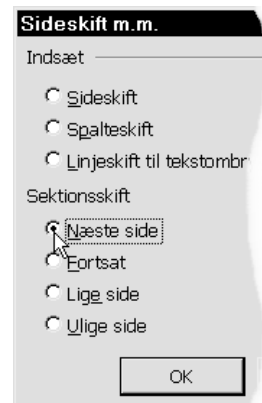 Sideskift m.m.
Indsæt
Sideskift
Spalteskift
Linjeskift til tekstombr
Sektionsskift
Næste side
Fortsat
Lige side
Ulige side
OK